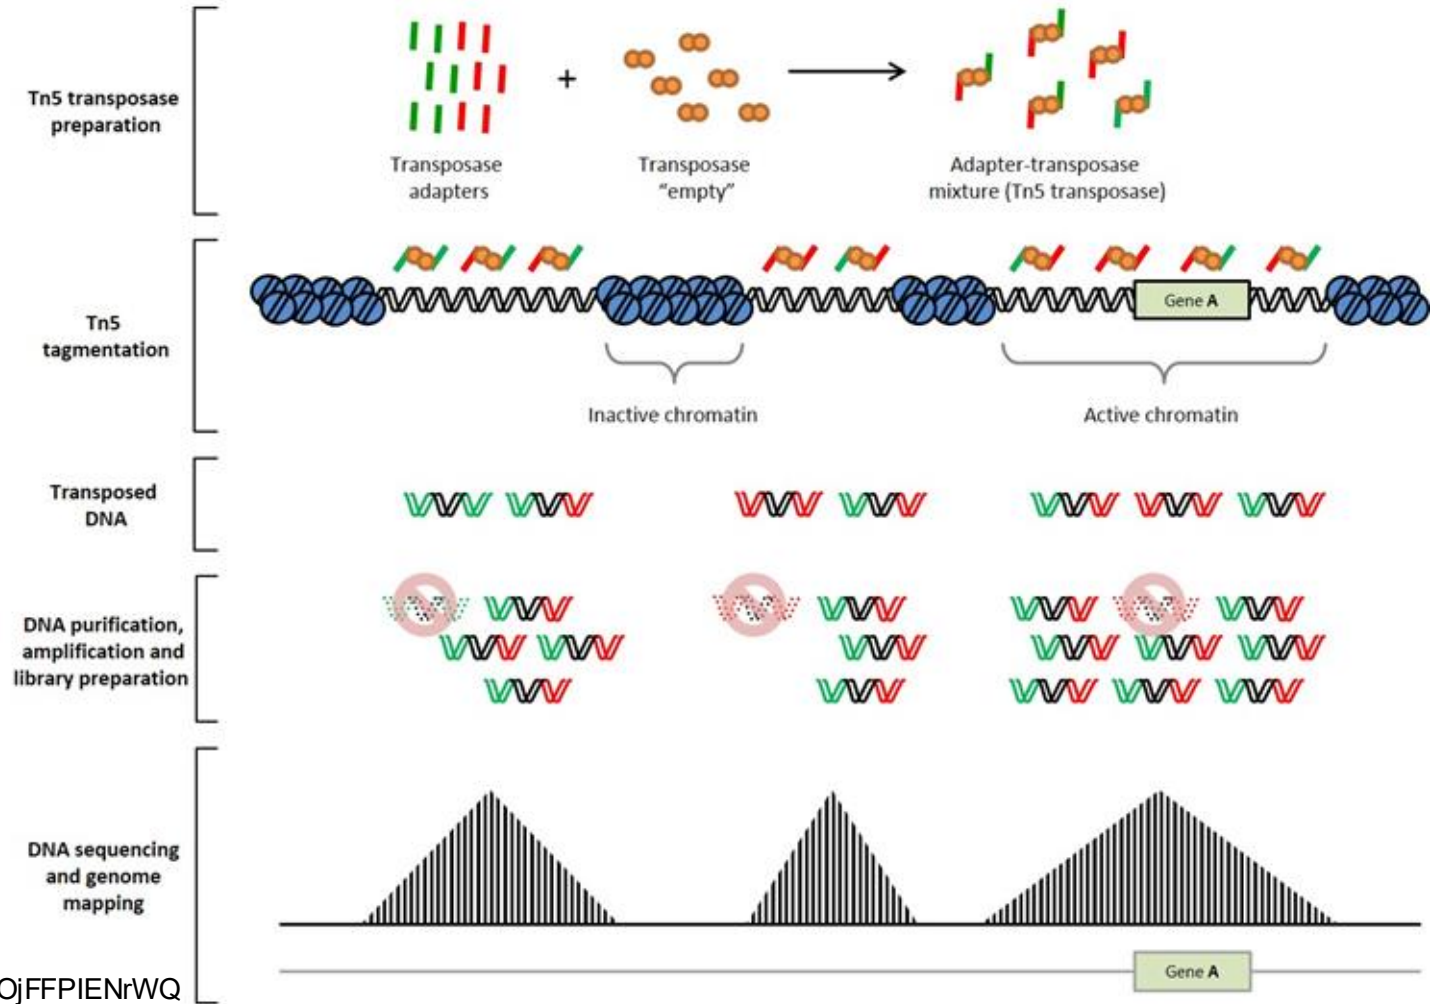 Tn5 transposase
preparation
+
Transposase
adapters
Transposase
“empty”
Adapter-transposase
mixture (Tn5 transposase)
Tn5
tagmentation
Gene A
Inactive chromatin
Active chromatin
Transposed
DNA
DNA purification,
amplification and
library preparation
DNA sequencing
and genome
mapping
Gene A
OjFFPIENrWQ